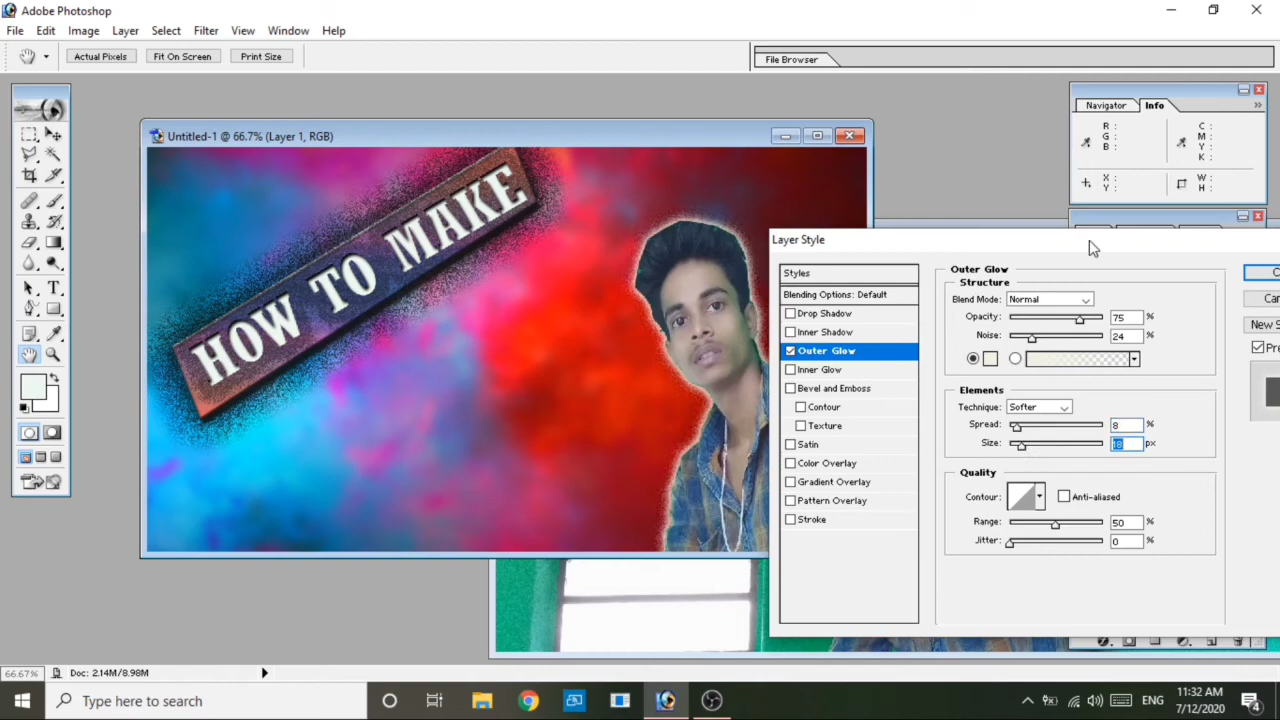 Adobe Photoshop
File Edit Image Layer Select Filter View Window Help
Actual Pixels Fit On Screen Print Size File Browser
Navigator Info
R : G : B : C : M : Y : K :
X : Y : W : H :
Untitled-1 @ 66.7% (Layer 1, RGB)
HOW TO MAKE
Layer Style
Styles
Blending Options: Default
Drop Shadow
Inner Shadow
Outer Glow
Inner Glow
Bevel and Emboss
Contour
Texture
Satin
Color Overlay
Gradient Overlay
Pattern Overlay
Stroke
Outer Glow
Structure
Blend Mode: Normal
Opacity: 75 %
Noise: 24 %
Elements
Technique: Softer
Spread: 8 %
Size: 18 px
Quality
Contour: Anti-aliased
Range: 50 %
Jitter: 0 %
New S
66.67% Doc: 2.14M/8.98M
Type here to search
ENG
11:32 AM
7/12/2020
4